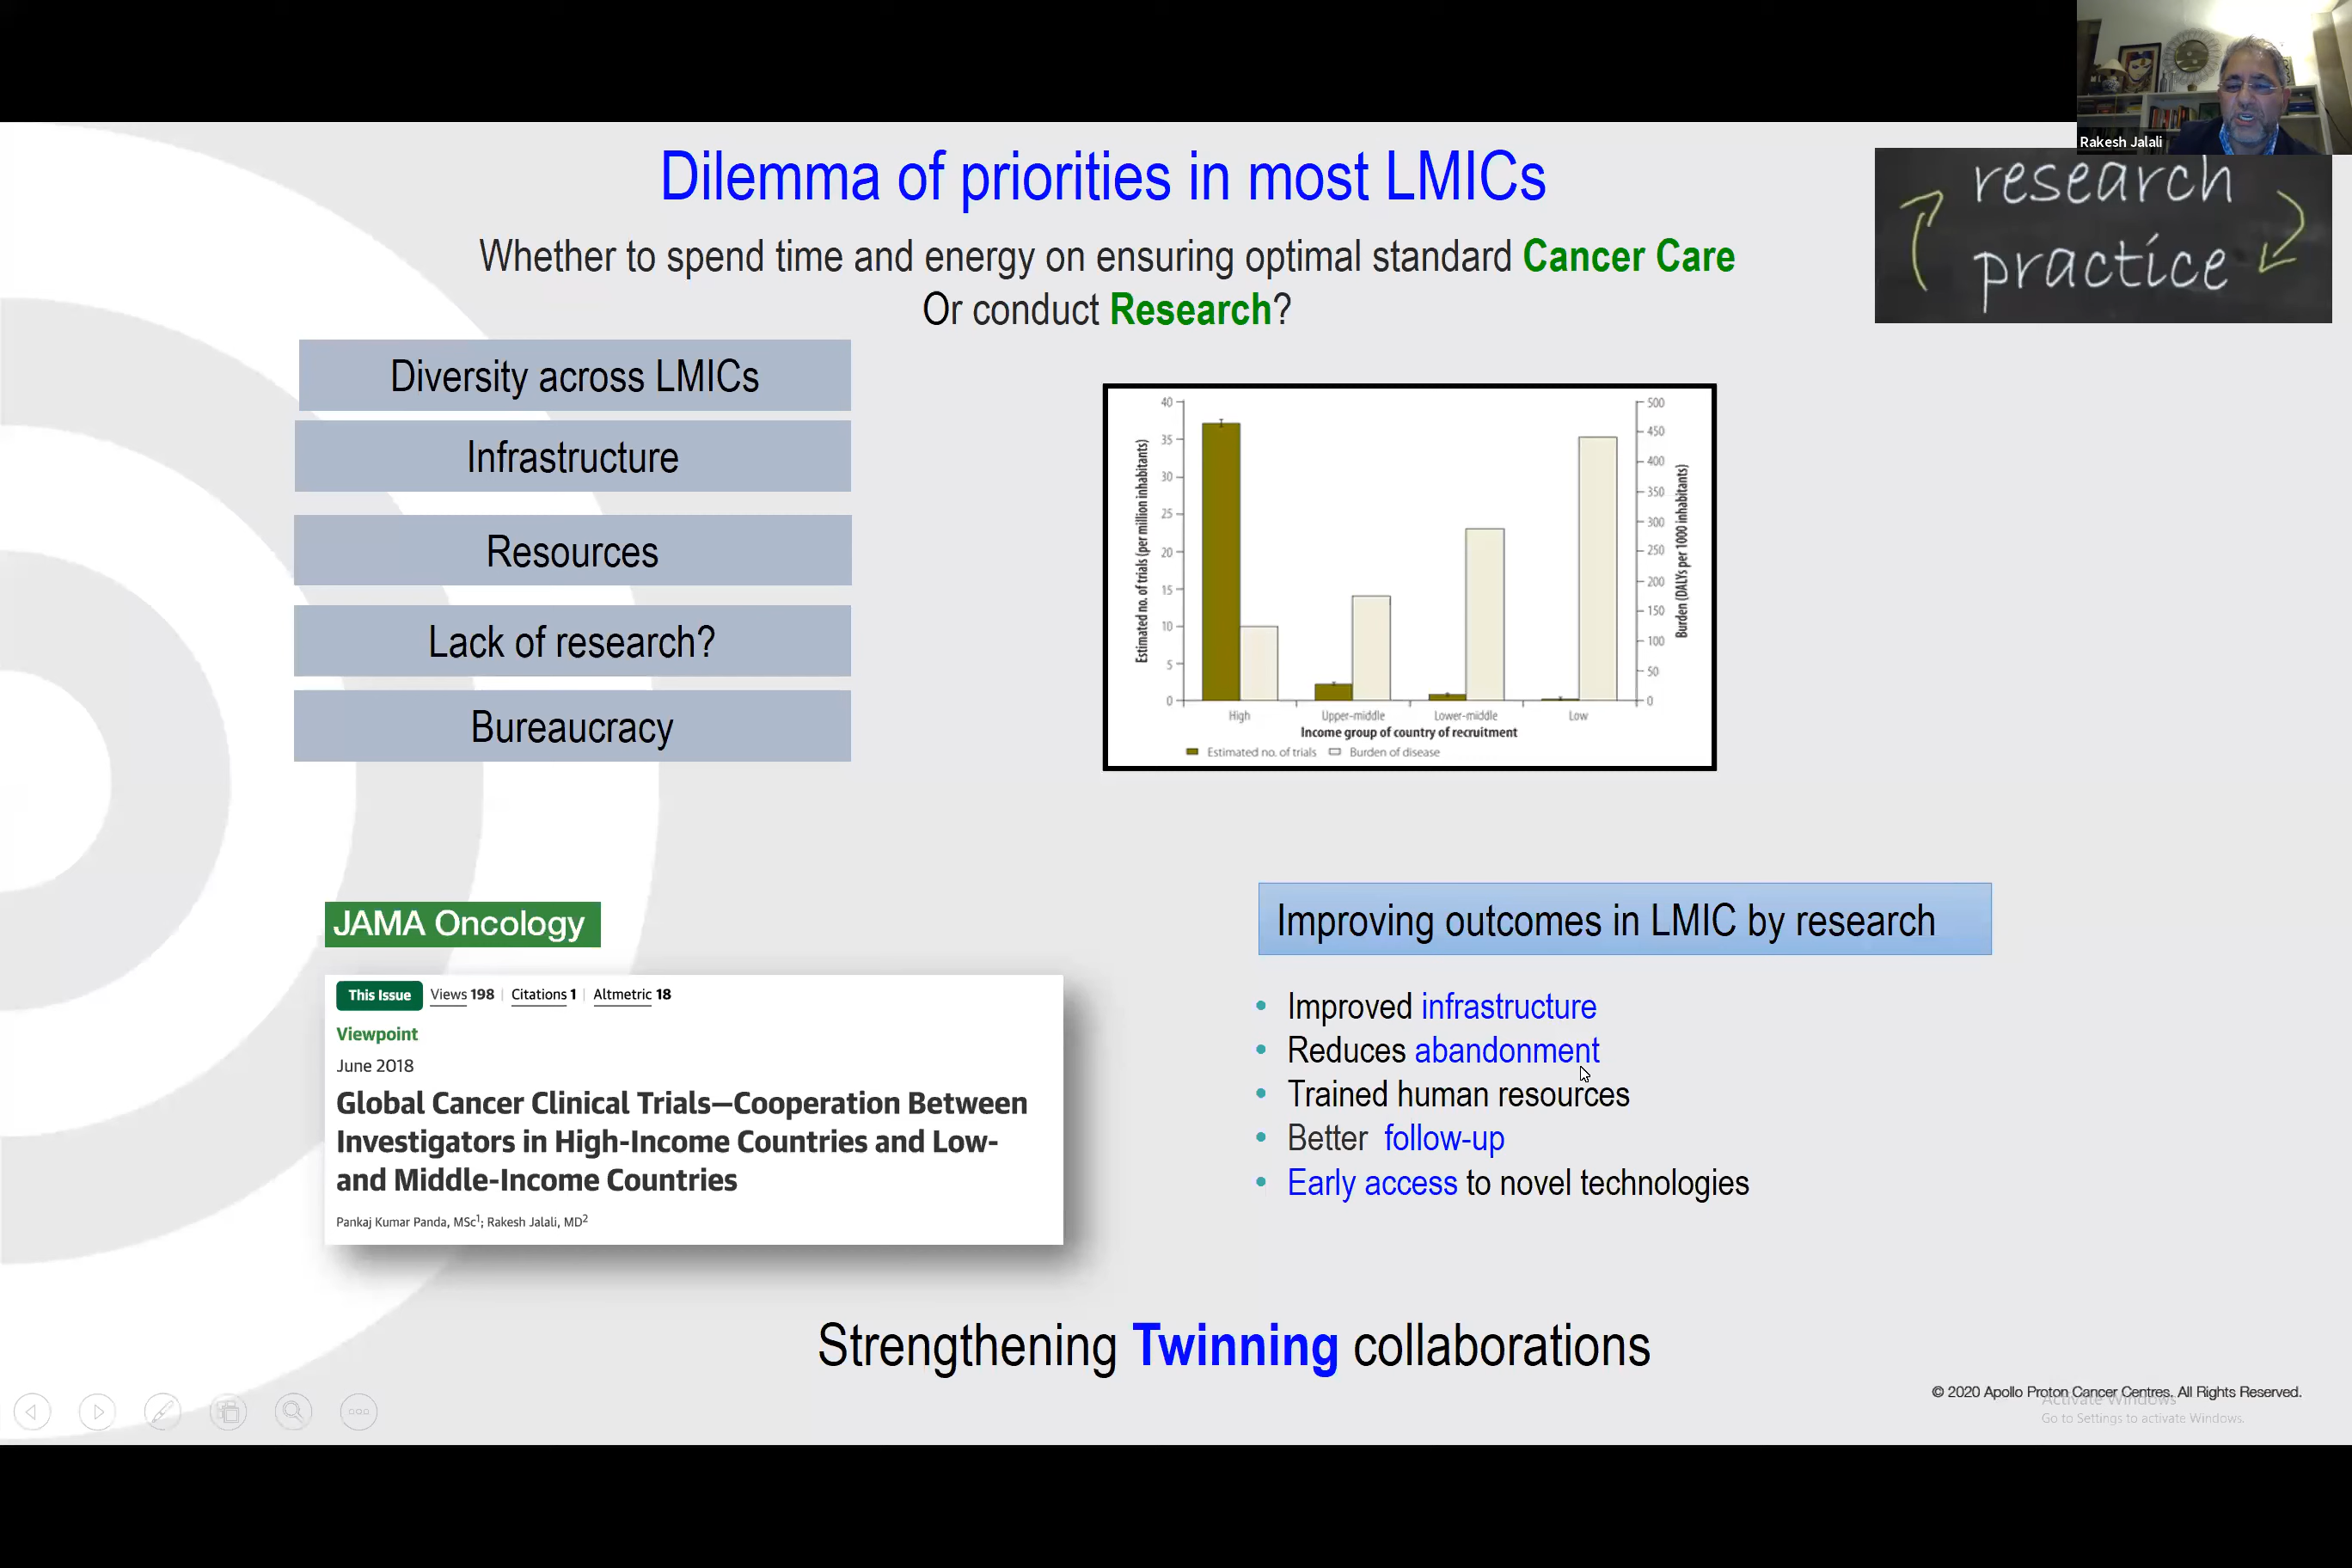 Rakesh Jalali
Dilemma of priorities in most LMICs
research
practice
Whether to spend time and energy on ensuring optimal standard Cancer Care
Or conduct Research?
Diversity across LMICs
Infrastructure
Resources
Lack of research?
Bureaucracy
40
35
30
25
20
15
10
5
0
Estimated no. of trials (per million inhabitants)
500
450
400
350
300
250
200
150
100
50
0
Burden (DALYs per 1000 inhabitants)
High
Upper-middle
Lower-middle
Low
Income group of country of recruitment
Estimated no. of trials
Burden of disease
JAMA Oncology
This Issue Views 198 | Citations 1 | Altmetric 18
Viewpoint
June 2018
Global Cancer Clinical Trials—Cooperation Between
Investigators in High-Income Countries and Low-
and Middle-Income Countries
Pankaj Kumar Panda, MSc1; Rakesh Jalali, MD2
Improving outcomes in LMIC by research
• Improved infrastructure
• Reduces abandonment
• Trained human resources
• Better follow-up
• Early access to novel technologies
Strengthening Twinning collaborations
© 2020 Apollo Proton Cancer Centres. All Rights Reserved.
Activate Windows
Go to Settings to activate Windows.